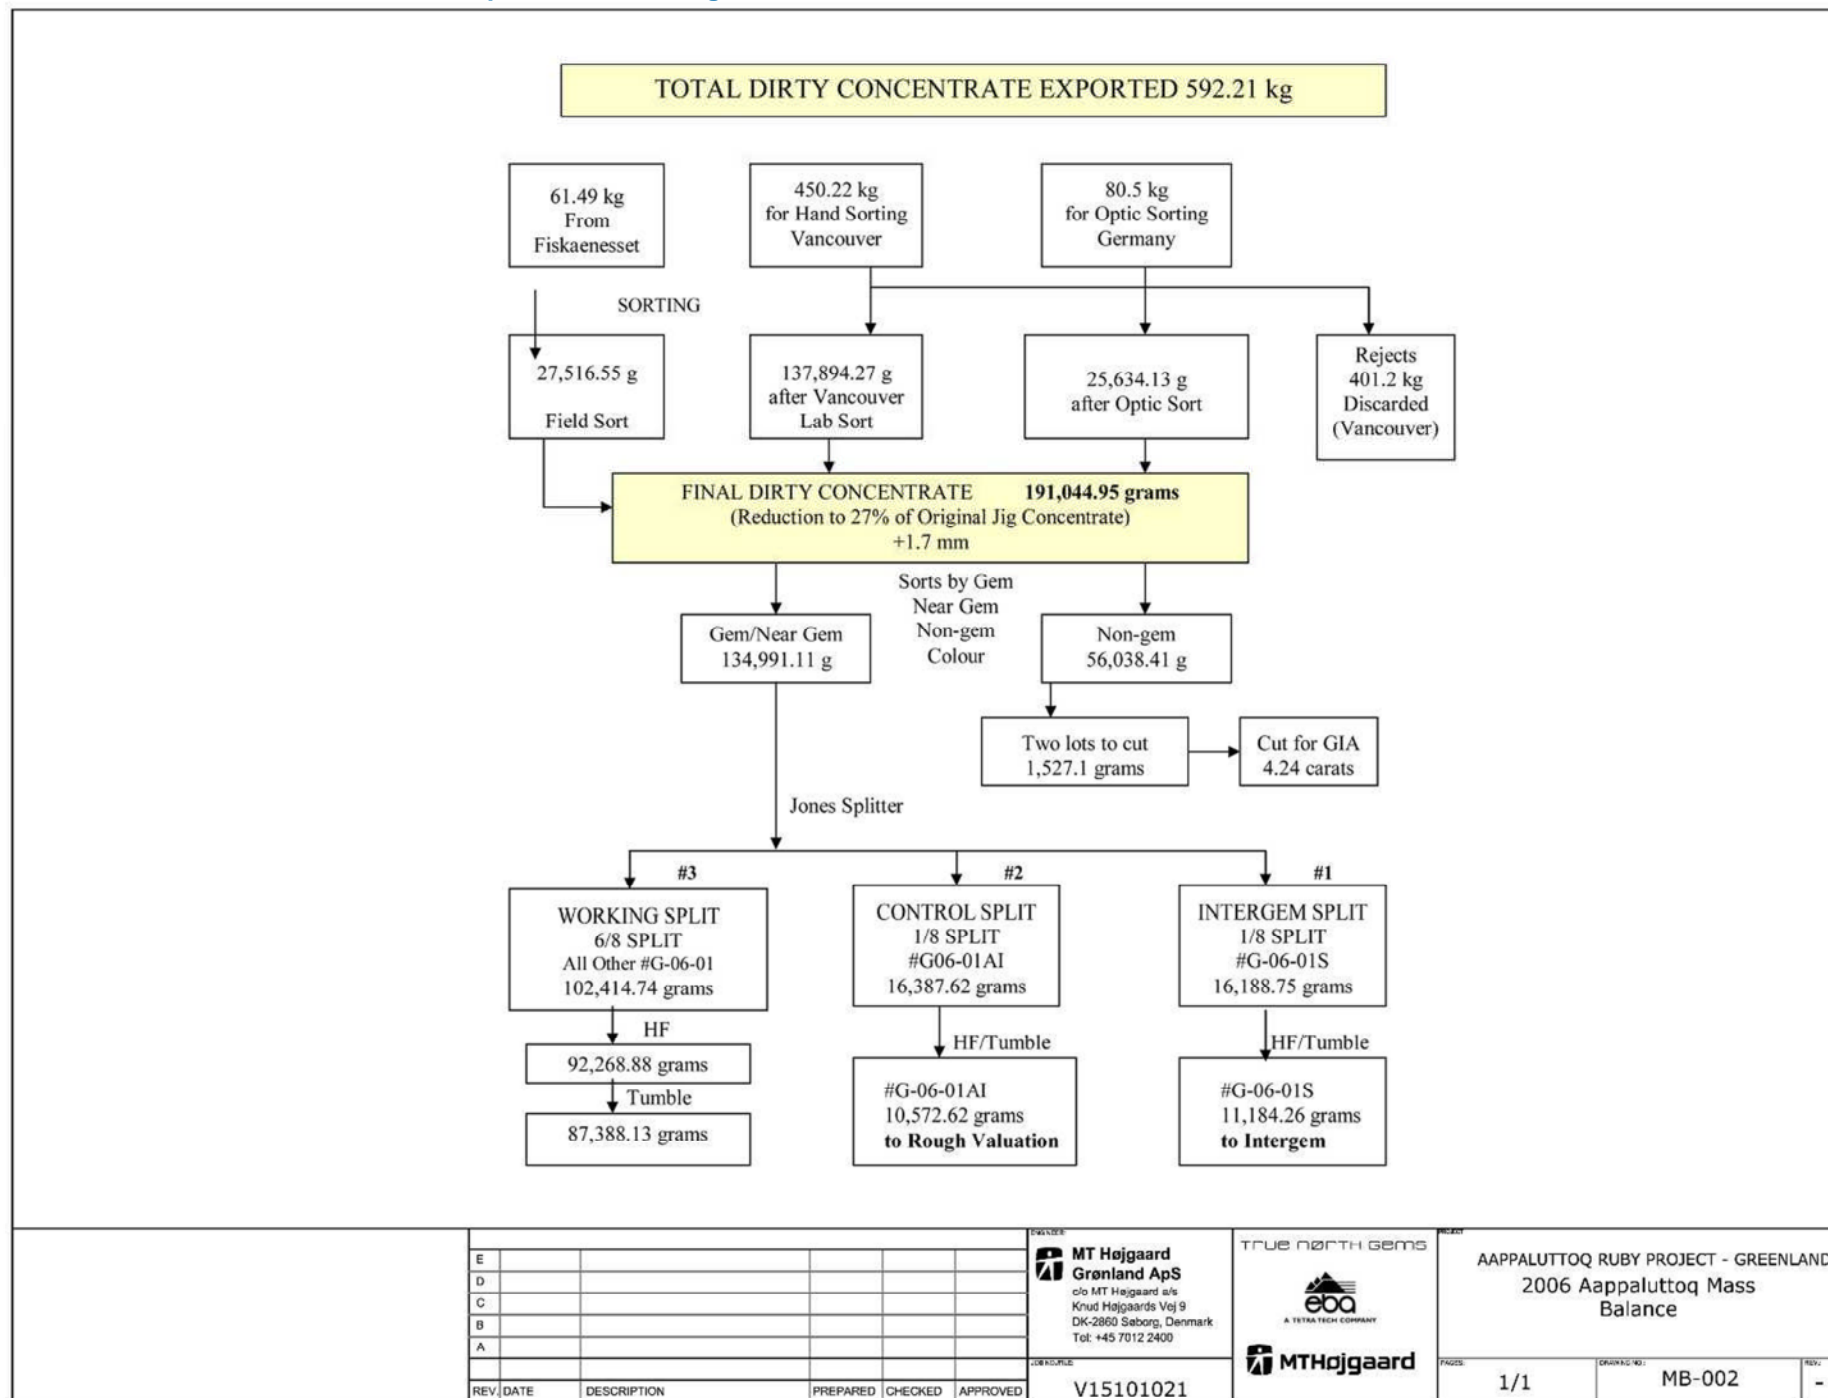 TOTAL DIRTY CONCENTRATE EXPORTED 592.21 kg
61.49 kg
From
Fiskaenesset
450.22 kg
for Hand Sorting
Vancouver
80.5 kg
for Optic Sorting
Germany
SORTING
27,516.55 g
Field Sort
137,894.27 g
after Vancouver
Lab Sort
25,634.13 g
after Optic Sort
Rejects
401.2 kg
Discarded
(Vancouver)
FINAL DIRTY CONCENTRATE 191,044.95 grams
(Reduction to 27% of Original Jig Concentrate)
+1.7 mm
Sorts by Gem
Near Gem
Non-gem
Colour
Gem/Near Gem
134,991.11 g
Non-gem
56,038.41 g
Two lots to cut
1,527.1 grams
Cut for GIA
4.24 carats
Jones Splitter
#3
#2
#1
WORKING SPLIT
6/8 SPLIT
All Other #G-06-01
102,414.74 grams
CONTROL SPLIT
1/8 SPLIT
#G06-01AI
16,387.62 grams
INTERGEM SPLIT
1/8 SPLIT
#G-06-01S
16,188.75 grams
HF
HF/Tumble
HF/Tumble
92,268.88 grams
Tumble
87,388.13 grams
#G-06-01AI
10,572.62 grams
to Rough Valuation
#G-06-01S
11,184.26 grams
to Intergem
E
D
C
B
A
REV. DATE DESCRIPTION PREPARED CHECKED APPROVED
ENGINEER:
MT Højgaard
Grønland ApS
c/o MT Højgaard a/s
Knud Højgaards Vej 9
DK-2860 Søborg, Denmark
Tel: +45 7012 2400
JOB NO./FILE:
V15101021
True North Gems
eba
A TETRA TECH COMPANY
MTHøjgaard
PROJECT
AAPPALUTTOQ RUBY PROJECT - GREENLAND
2006 Aappaluttoq Mass
Balance
PAGES:
1/1
DRAWING NO.:
MB-002
REV.:
-